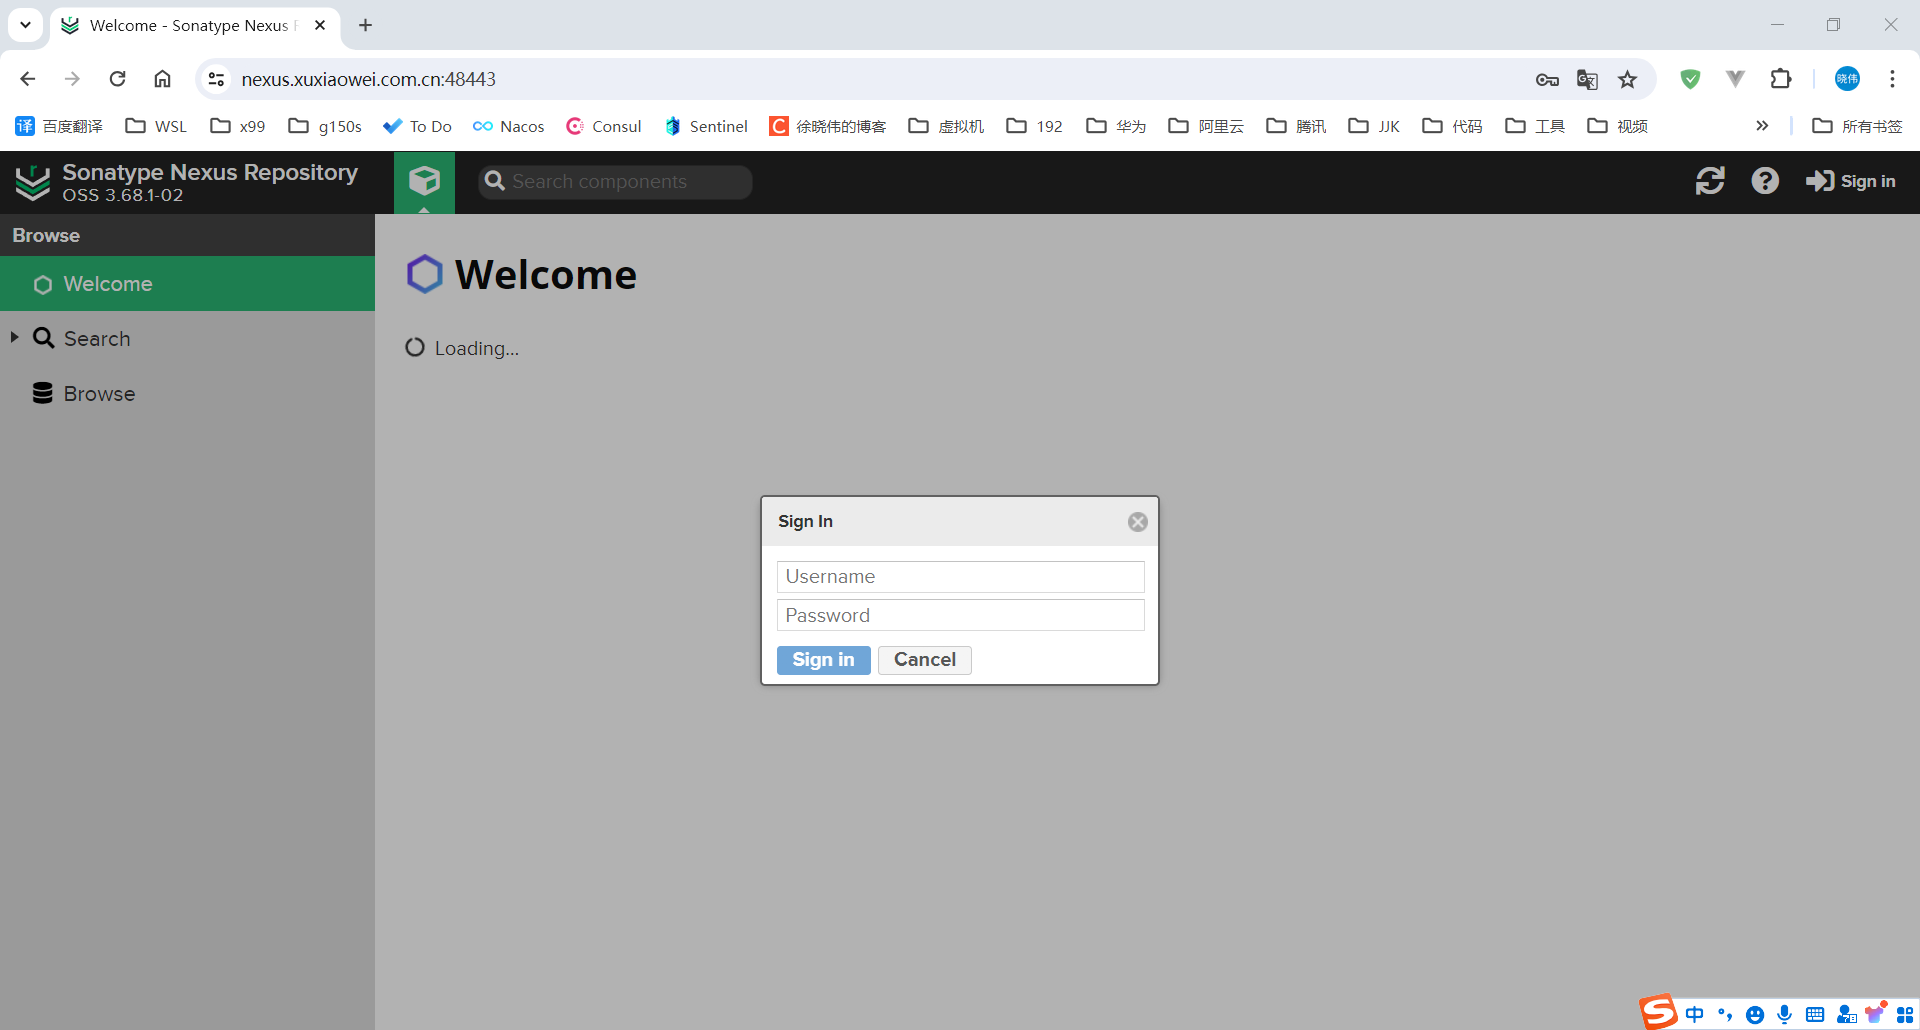 Welcome - Sonatype Nexus
nexus.xuxiaowei.com.cn:48443
晓伟
译 百度翻译 WSL x99 g150s To Do Nacos Consul Sentinel C 徐晓伟的博客 虚拟机 192 华为 阿里云 腾讯 JJK 代码 工具 视频 » 所有书签
Sonatype Nexus Repository
OSS 3.68.1-02
Search components
Sign in
Browse
Welcome
Search
Browse
Welcome
Loading...
Sign In
Username
Password
Sign in Cancel
S 中